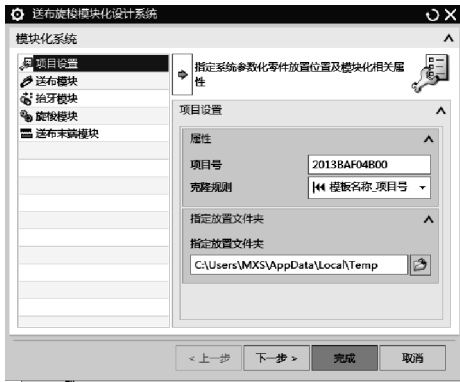 送布旋梭模块化设计系统
模块化系统
项目设置
送布模块
抬牙模块
旋梭模块
送布末端模块
指定系统参数化零件放置位置及模块化相关属
性
项目设置
属性
项目号
2013BAF04B00
克隆规则
模板名称_项目号
指定放置文件夹
指定放置文件夹
C:\Users\MXS\AppData\Local\Temp
< 上一步
下一步 >
完成
取消